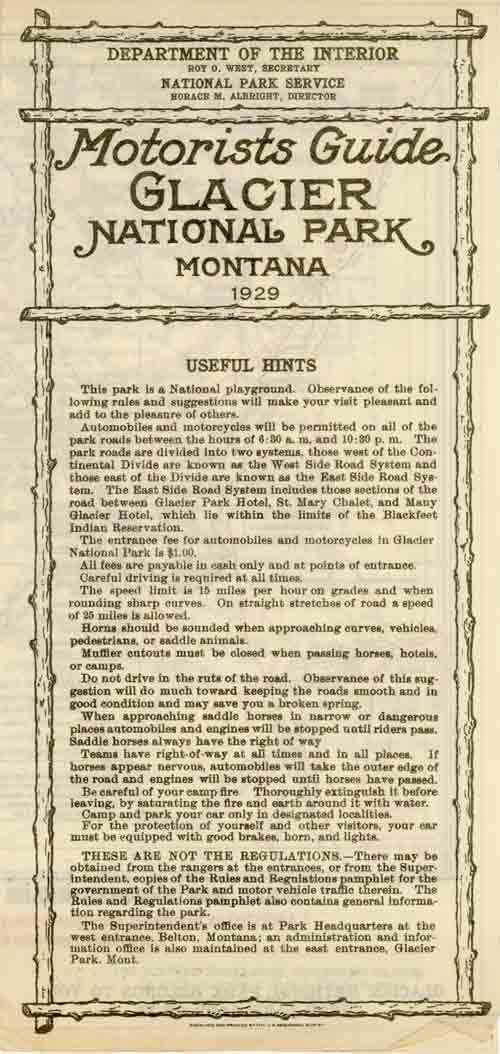 DEPARTMENT OF THE INTERIOR
ROY O. WEST, SECRETARY
NATIONAL PARK SERVICE
HORACE M. ALBRIGHT, DIRECTOR
Motorists Guide
GLACIER
NATIONAL PARK
MONTANA
1929
USEFUL HINTS
This park is a National playground. Observance of the fol-
lowing rules and suggestions will make your visit pleasant and
add to the pleasure of others.
Automobiles and motorcycles will be permitted on all of the
park roads between the hours of 6:30 a. m. and 10:30 p. m. The
park roads are divided into two systems, those west of the Con-
tinental Divide are known as the West Side Road System and
those east of the Divide are known as the East Side Road Sys-
tem. The East Side Road System includes those sections of the
road between Glacier Park Hotel, St. Mary Chalet, and Many
Glacier Hotel, which lie within the limits of the Blackfeet
Indian Reservation.
The entrance fee for automobiles and motorcycles in Glacier
National Park is $1.00.
All fees are payable in cash only and at points of entrance.
Careful driving is required at all times.
The speed limit is 15 miles per hour on grades and when
rounding sharp curves. On straight stretches of road a speed
of 25 miles is allowed.
Horns should be sounded when approaching curves, vehicles,
pedestrians, or saddle animals.
Muffler cutouts must be closed when passing horses, hotels,
or camps.
Do not drive in the ruts of the road. Observance of this sug-
gestion will do much toward keeping the roads smooth and in
good condition and may save you a broken spring.
When approaching saddle horses in narrow or dangerous
places automobiles and engines will be stopped until riders pass.
Saddle horses always have the right of way
Teams have right-of-way at all times and in all places. If
horses appear nervous, automobiles will take the outer edge of
the road and engines will be stopped until horses have passed.
Be careful of your camp fire Thoroughly extinguish it before
leaving, by saturating the fire and earth around it with water.
Camp and park your car only in designated localities.
For the protection of yourself and other visitors, your car
must be equipped with good brakes, horn, and lights.
THESE ARE NOT THE REGULATIONS.—There may be
obtained from the rangers at the entrances, or from the Super-
intendent, copies of the Rules and Regulations pamphlet for the
government of the Park and motor vehicle traffic therein. The
Rules and Regulations pamphlet also contains general informa-
tion regarding the park.
The Superintendent's office is at Park Headquarters at the
west entrance, Belton, Montana; an administration and infor-
mation office is also maintained at the east entrance, Glacier
Park. Mont.